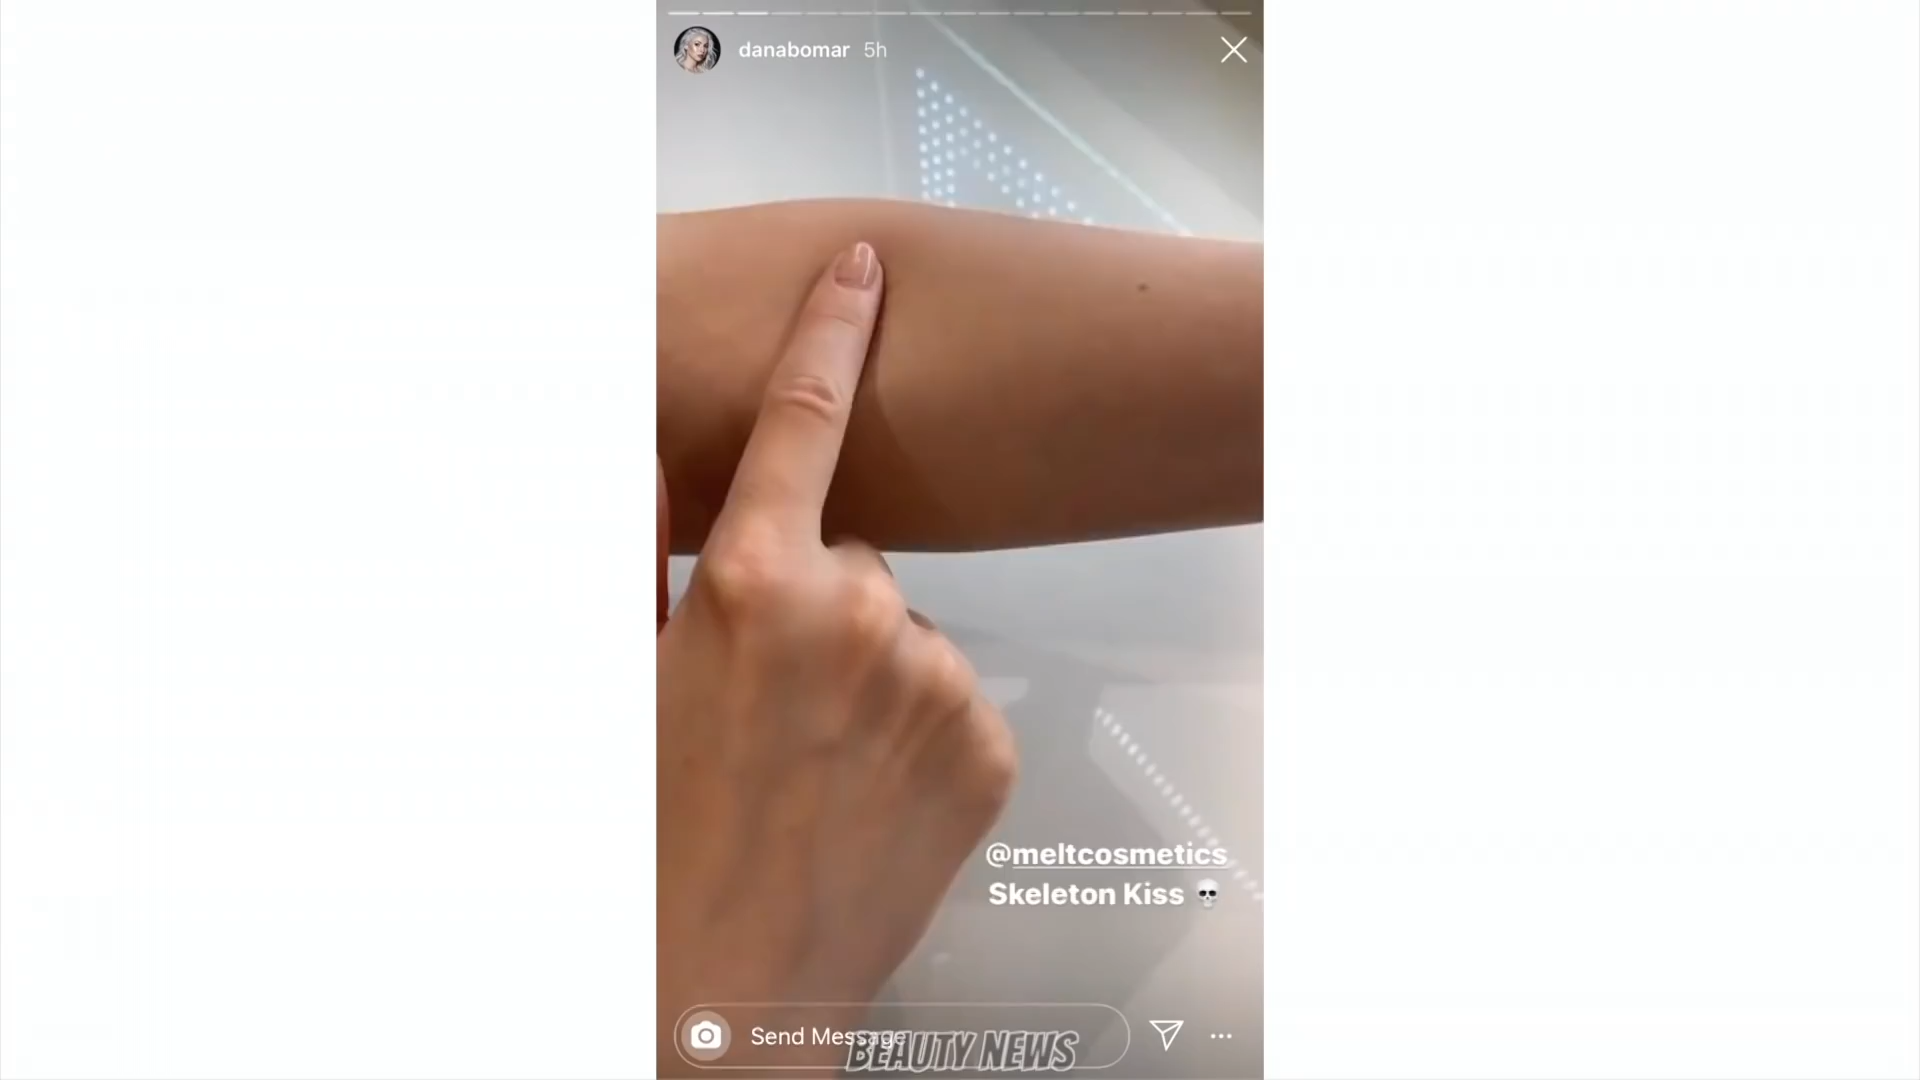 danabomar 5h
@meltcosmetics
Skeleton Kiss 💀
Send Message
BEAUTY NEWS